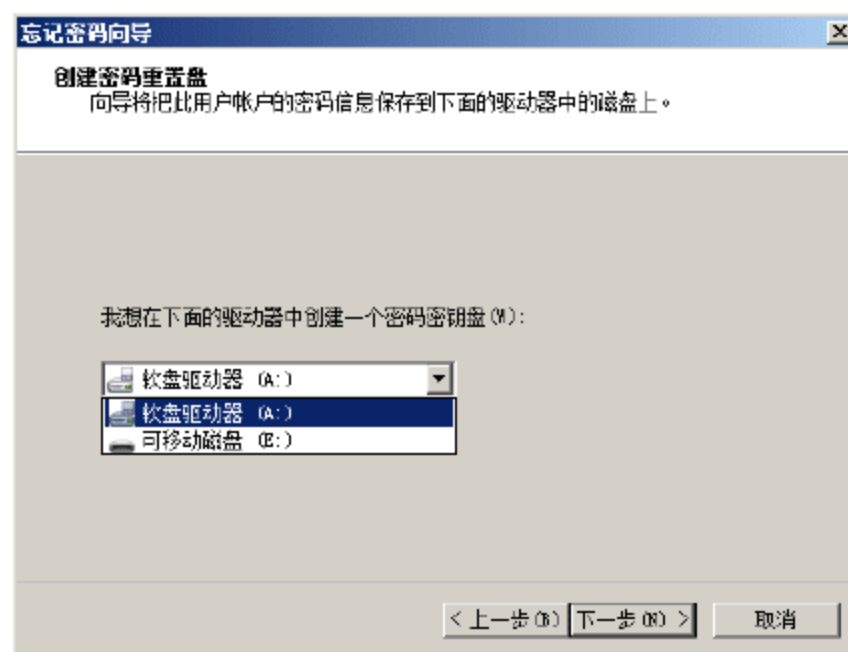 忘记密码向导
创建密码重置盘
向导将把此用户帐户的密码信息保存到下面的驱动器中的磁盘上。
我想在下面的驱动器中创建一个密码密钥盘(W):
软盘驱动器 (A:)
软盘驱动器 (A:)
可移动磁盘 (E:)
< 上一步(B) 下一步(N) > 取消